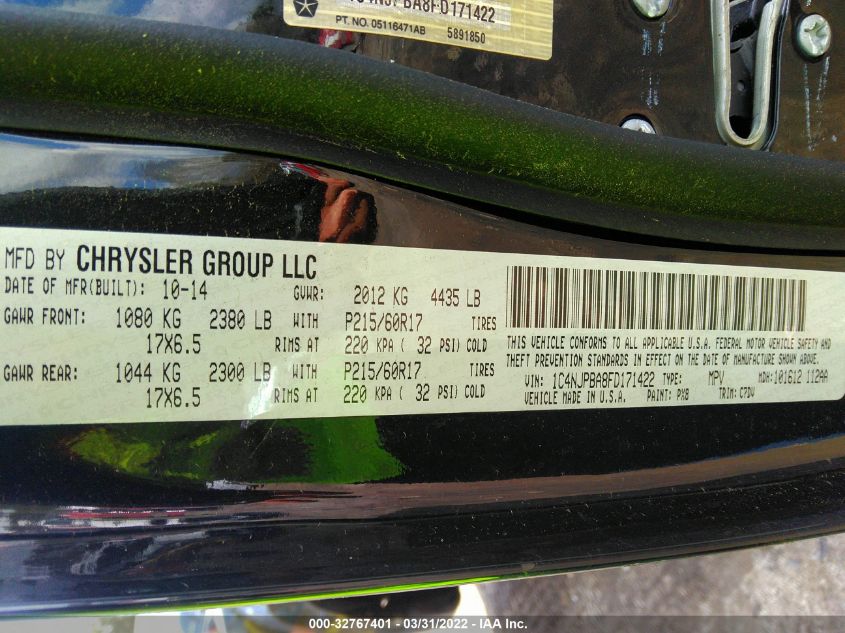 BA8FD171422
PT. NO. 05116471AB 5891850
MFD BY CHRYSLER GROUP LLC
DATE OF MFR(BUILT): 10-14 GVWR: 2012 KG 4435 LB
GAWR FRONT: 1080 KG 2380 LB WITH P215/60R17 TIRES
17X6.5 RIMS AT 220 KPA ( 32 PSI) COLD
GAWR REAR: 1044 KG 2300 LB WITH P215/60R17 TIRES
17X6.5 RIMS AT 220 KPA ( 32 PSI) COLD
THIS VEHICLE CONFORMS TO ALL APPLICABLE U.S.A. FEDERAL MOTOR VEHICLE SAFETY AND
THEFT PREVENTION STANDARDS IN EFFECT ON THE DATE OF MANUFACTURE SHOWN ABOVE.
VIN: 1C4NJPBA8FD171422 TYPE: MPV MDH: 101612 112AA
VEHICLE MADE IN U.S.A. PAINT: PX8 TRIM: C7DV
000-32767401 - 03/31/2022 - IAA Inc.